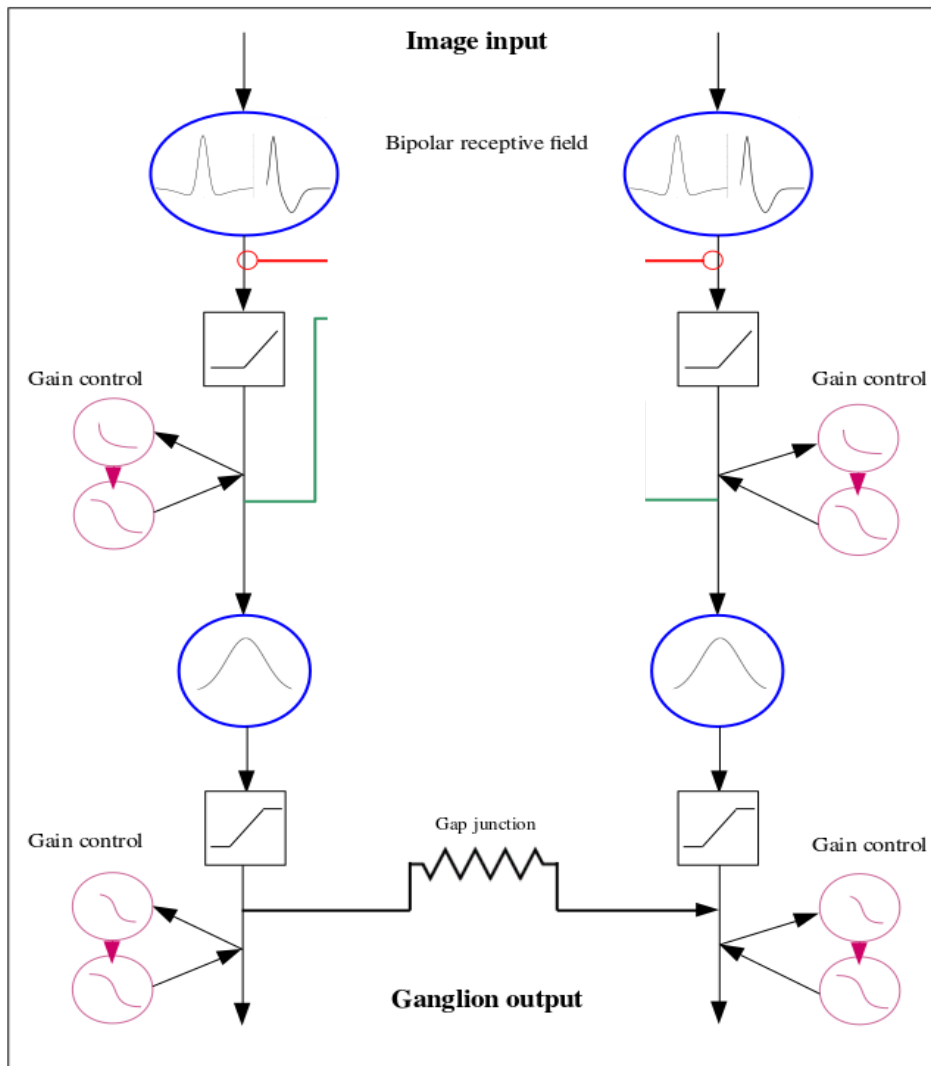 Image input
Bipolar receptive field
Gain control
Gain control
Gap junction
Gain control
Gain control
Ganglion output